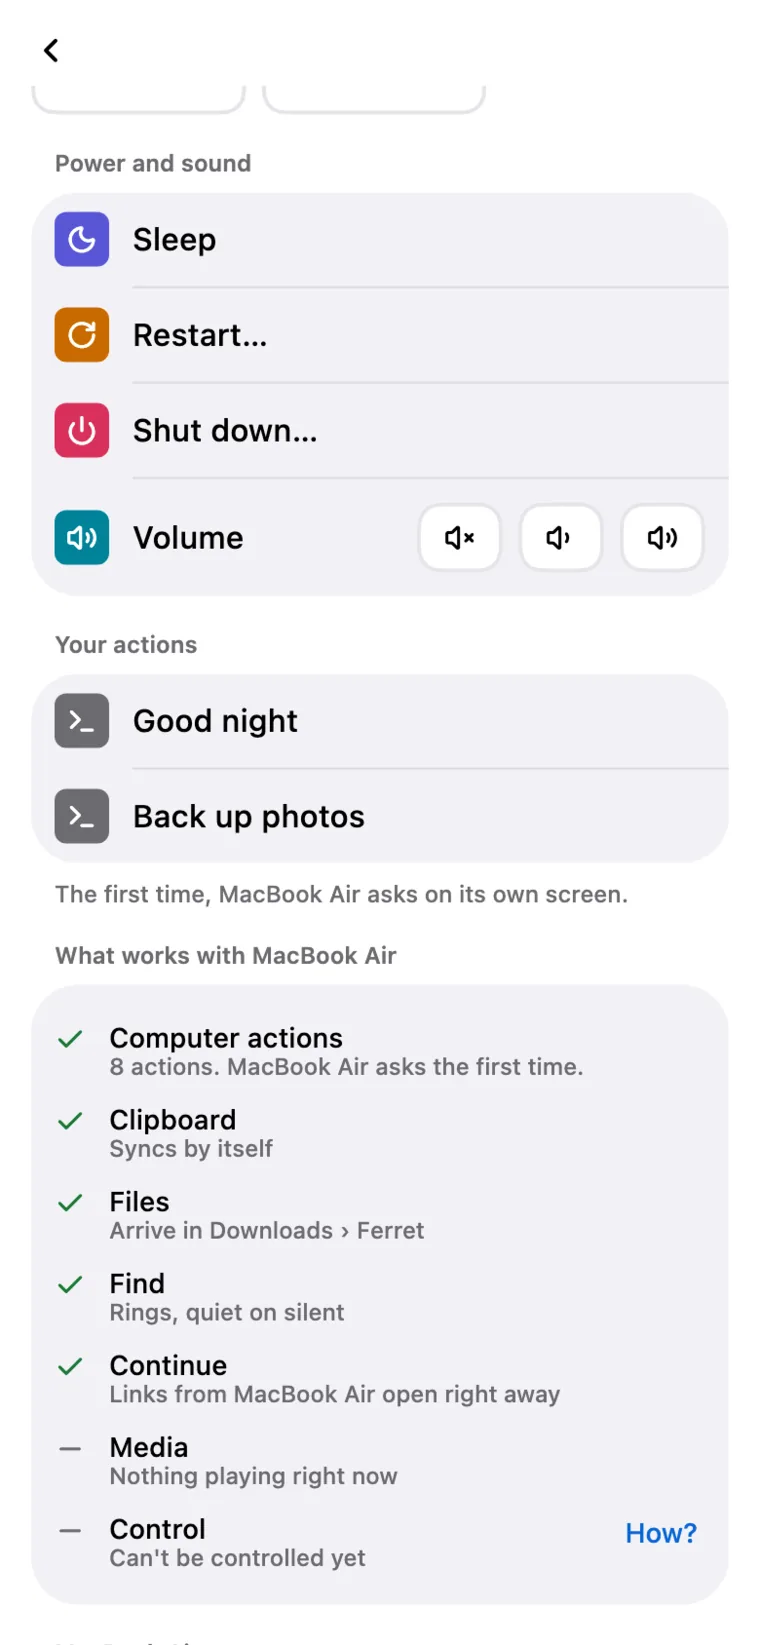 Power and sound
Sleep
Restart...
Shut down...
Volume
Your actions
Good night
Back up photos
The first time, MacBook Air asks on its own screen.
What works with MacBook Air
Computer actions
8 actions. MacBook Air asks the first time.
Clipboard
Syncs by itself
Files
Arrive in Downloads › Ferret
Find
Rings, quiet on silent
Continue
Links from MacBook Air open right away
Media
Nothing playing right now
Control
How?
Can't be controlled yet